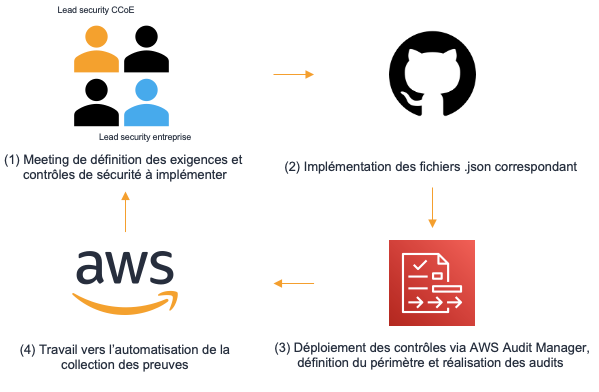 Lead security CCoE
Lead security entreprise
(1) Meeting de définition des exigences et
contrôles de sécurité à implémenter
(2) Implémentation des fichiers .json correspondant
aws
(4) Travail vers l'automatisation de la
collection des preuves
(3) Déploiement des contrôles via AWS Audit Manager,
définition du périmètre et réalisation des audits